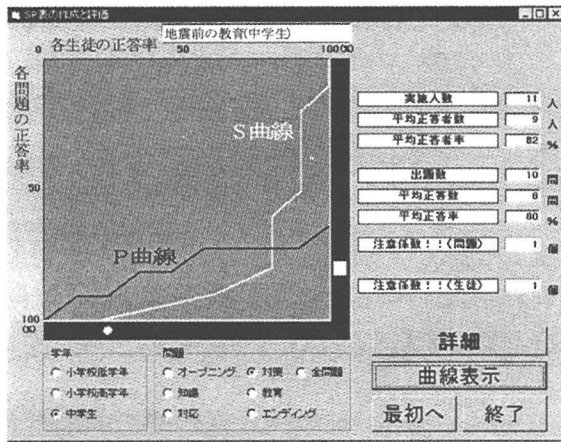 SP表の作成と評価
地震前の教育(中学生)
各生徒の正答率
0
50
100(%)
各問題の正答率
50
100
(%)
S曲線
P曲線
実施人数 11 人
平均正答者数 9 人
平均正答者率 82 %
出題数 10 問
平均正答数 8 問
平均正答率 80 %
注意係数!!(問題) 1 個
注意係数!!(生徒) 1 個
学年
小学校低学年
小学校高学年
中学生
問題
オープニング 対策 全問題
知識 教育
対応 エンディング
詳細
曲線表示
最初へ 終了